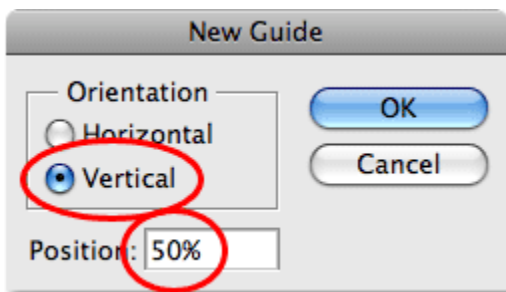 New Guide
Orientation
Horizontal
Vertical
Position: 50%
OK
Cancel